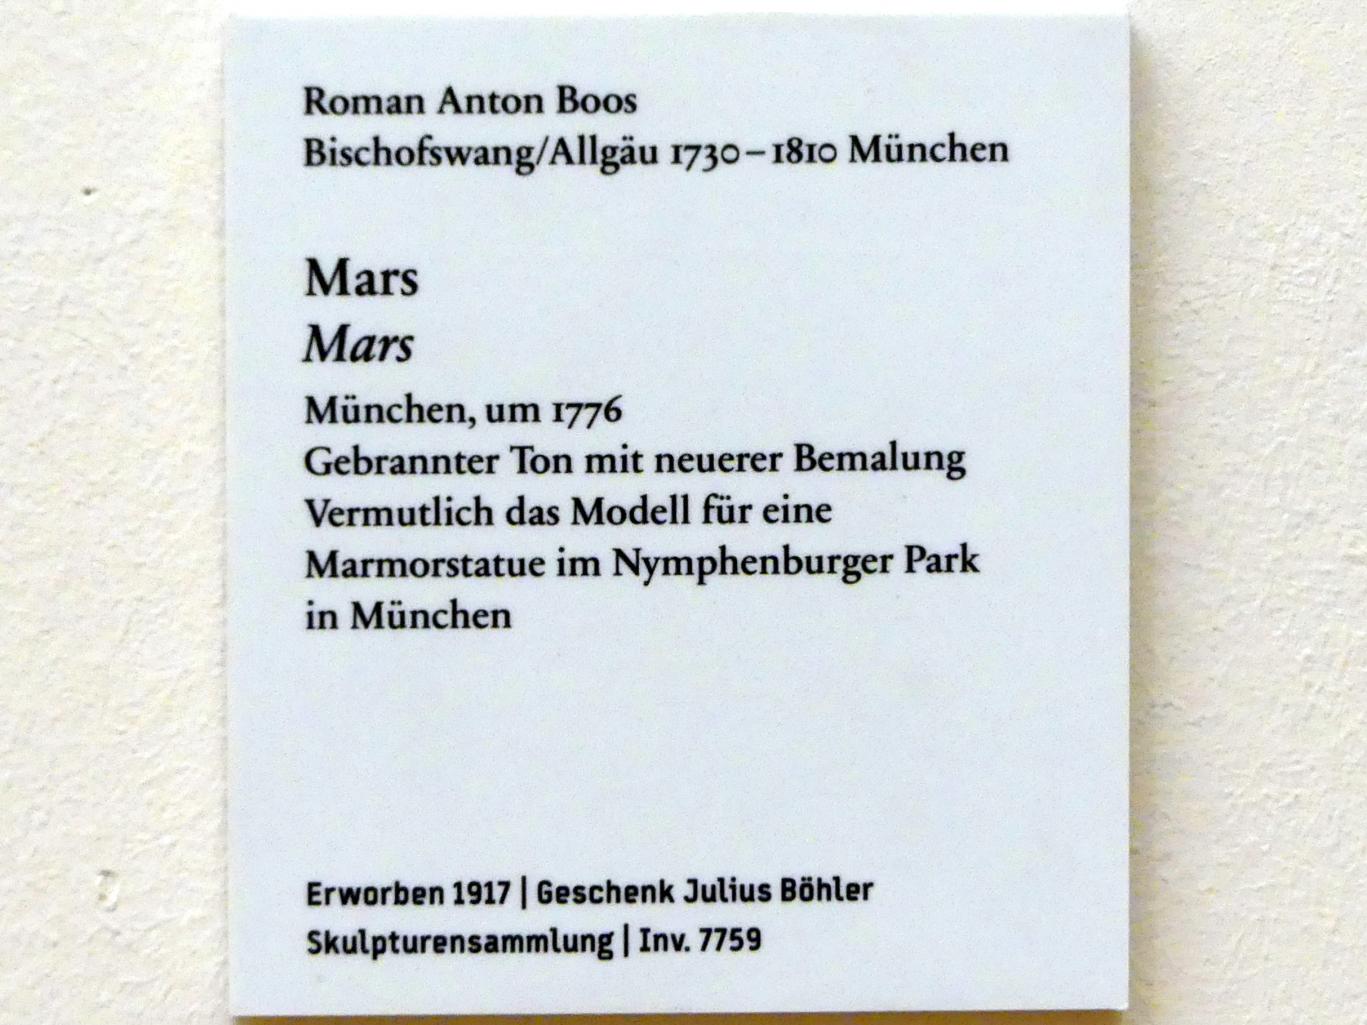 Roman Anton Boos
Bischofswang/Allgäu 1730–1810 München
Mars
Mars
München, um 1776
Gebrannter Ton mit neuerer Bemalung
Vermutlich das Modell für eine
Marmorstatue im Nymphenburger Park
in München
Erworben 1917 | Geschenk Julius Böhler
Skulpturensammlung | Inv. 7759